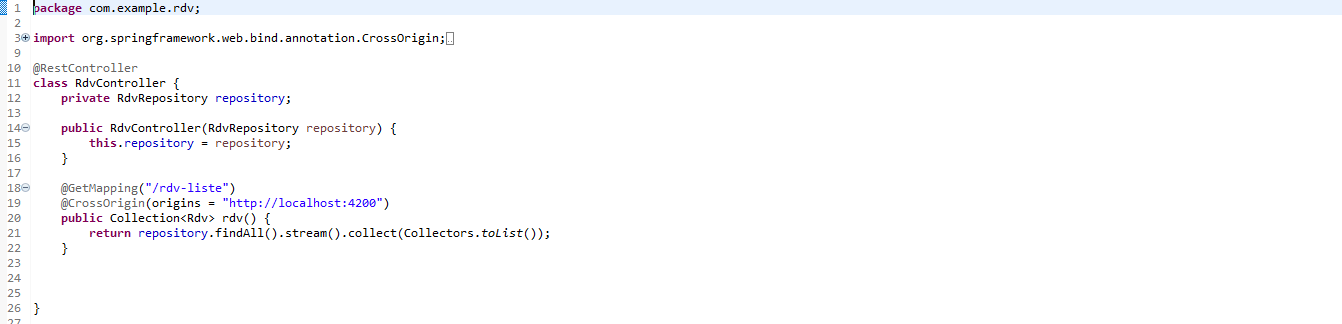 1 package com.example.rdv;
2
3 import org.springframework.web.bind.annotation.CrossOrigin;
9
10 @RestController
11 class RdvController {
12     private RdvRepository repository;
13
14     public RdvController(RdvRepository repository) {
15         this.repository = repository;
16     }
17
18     @GetMapping("/rdv-liste")
19     @CrossOrigin(origins = "http://localhost:4200")
20     public Collection<Rdv> rdv() {
21         return repository.findAll().stream().collect(Collectors.toList());
22     }
23
24
25
26 }
27